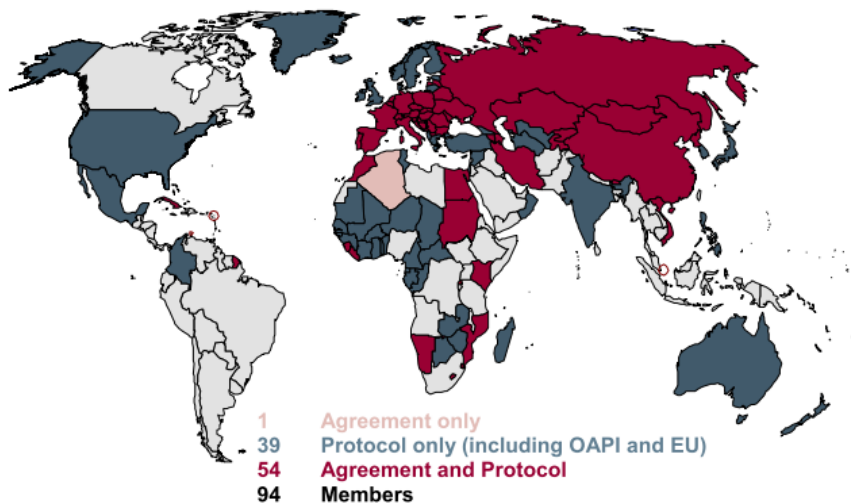 1 Agreement only
39 Protocol only (including OAPI and EU)
54 Agreement and Protocol
94 Members